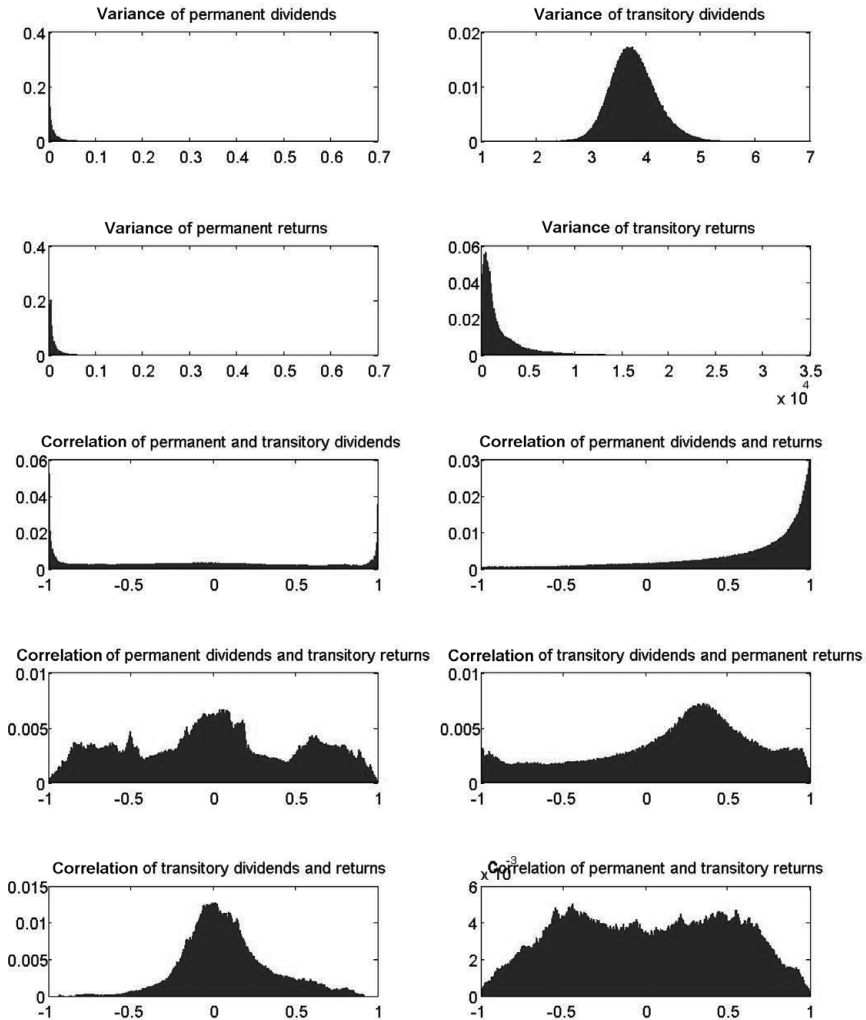 Variance of permanent dividends
0.4
0.2
0
0 0.1 0.2 0.3 0.4 0.5 0.6 0.7
Variance of transitory dividends
0.02
0.01
0
1 2 3 4 5 6 7
Variance of permanent returns
0.4
0.2
0
0 0.1 0.2 0.3 0.4 0.5 0.6 0.7
Variance of transitory returns
0.06
0.04
0.02
0
0 0.5 1 1.5 2 2.5 3 3.5
x 10^4
Correlation of permanent and transitory dividends
0.06
0.04
0.02
0
-1 -0.5 0 0.5 1
Correlation of permanent dividends and returns
0.03
0.02
0.01
0
-1 -0.5 0 0.5 1
Correlation of permanent dividends and transitory returns
0.01
0.005
0
-1 -0.5 0 0.5 1
Correlation of transitory dividends and permanent returns
0.01
0.005
0
-1 -0.5 0 0.5 1
Correlation of transitory dividends and returns
0.015
0.01
0.005
0
-1 -0.5 0 0.5 1
Correlation of permanent and transitory returns
x 10^-3
6
4
2
0
-1 -0.5 0 0.5 1